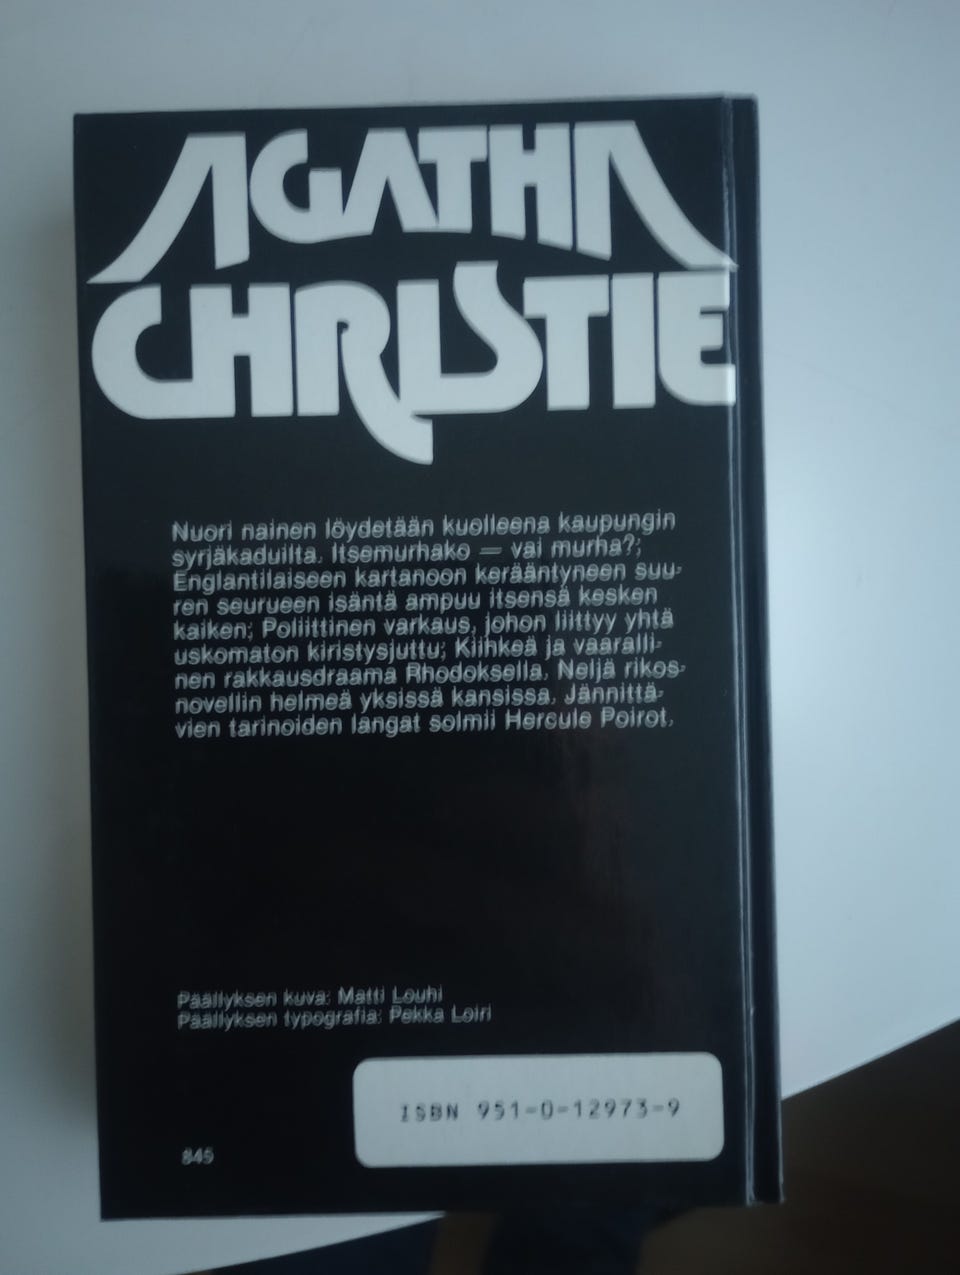 AGATHA
CHRISTIE
Nuori nainen löydetään kuolleena kaupungin
syrjäkaduilta. Itsemurhako — vai murha?;
Englantilaiseen kartanoon kerääntyneen suu-
ren seurueen isäntä ampuu itsensä kesken
kaiken; Poliittinen varkaus, johon liittyy yhtä
uskomaton kiristysjuttu; Kiihkeä ja vaaralli-
nen rakkausdraama Rhodoksella. Neljä rikos-
novellin helmeä yksissä kansissa. Jännittä-
vien tarinoiden langat solmii Hercule Poirot.
Päällyksen kuva: Matti Louhi
Päällyksen typografia: Pekka Loiri
ISBN 951-0-12973-9
845